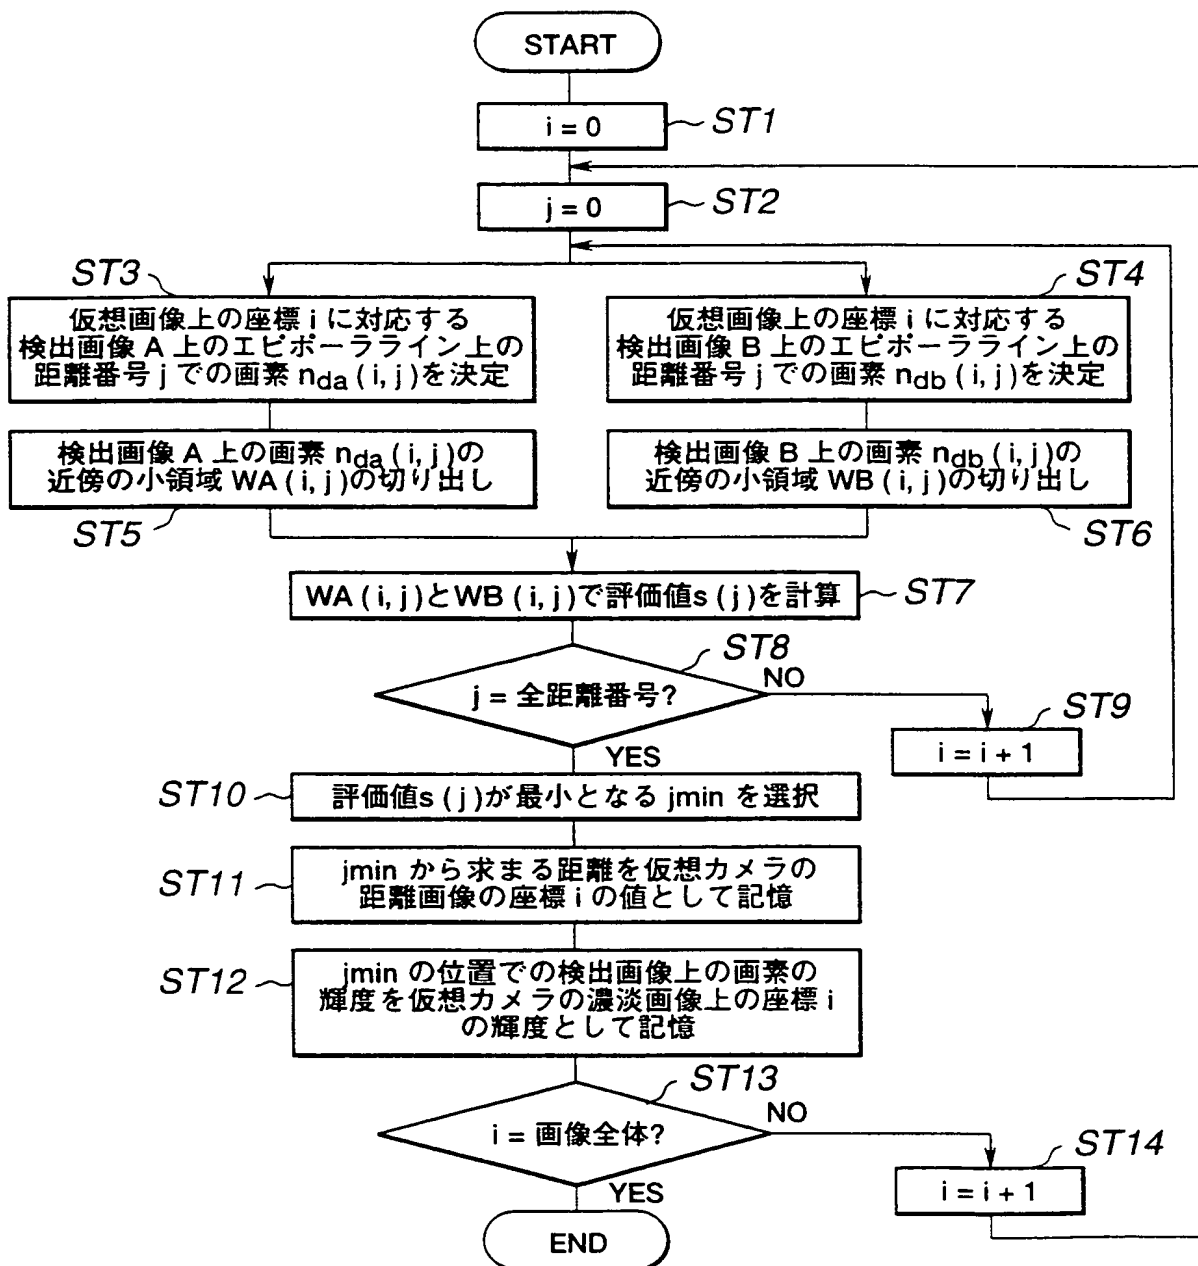 START
i = 0
ST1
j = 0
ST2
ST3
仮想画像上の座標 i に対応する
検出画像 A 上のエピポーラライン上の
距離番号 j での画素 nda ( i, j ) を決定
ST4
仮想画像上の座標 i に対応する
検出画像 B 上のエピポーラライン上の
距離番号 j での画素 ndb ( i, j ) を決定
検出画像 A 上の画素 nda ( i, j ) の
近傍の小領域 WA ( i, j ) の切り出し
ST5
検出画像 B 上の画素 ndb ( i, j ) の
近傍の小領域 WB ( i, j ) の切り出し
ST6
WA ( i, j ) とWB ( i, j ) で評価値s ( j ) を計算
ST7
ST8
j = 全距離番号?
NO
YES
ST9
i = i + 1
ST10
評価値s ( j ) が最小となる jmin を選択
ST11
jmin から求まる距離を仮想カメラの
距離画像の座標 i の値として記憶
ST12
jmin の位置での検出画像上の画素の
輝度を仮想カメラの濃淡画像上の座標 i
の輝度として記憶
ST13
i = 画像全体?
NO
YES
ST14
i = i + 1
END